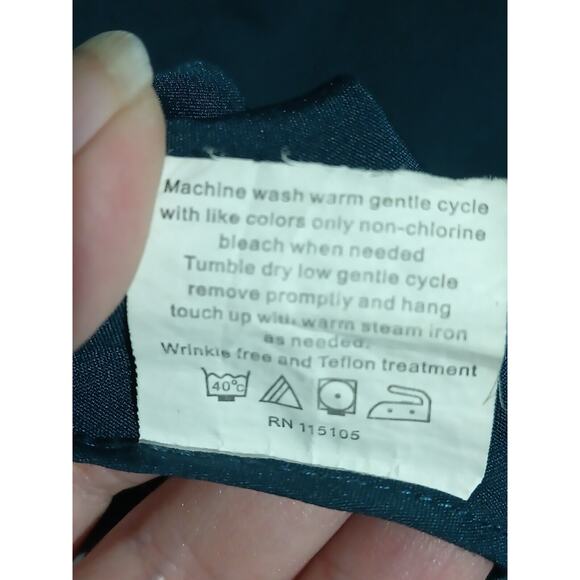 Machine wash warm gentle cycle
with like colors only non-chlorine
bleach when needed
Tumble dry low gentle cycle
remove promptly and hang
touch up with warm steam iron
as needed.
Wrinkle free and Teflon treatment
40°C
RN 115105